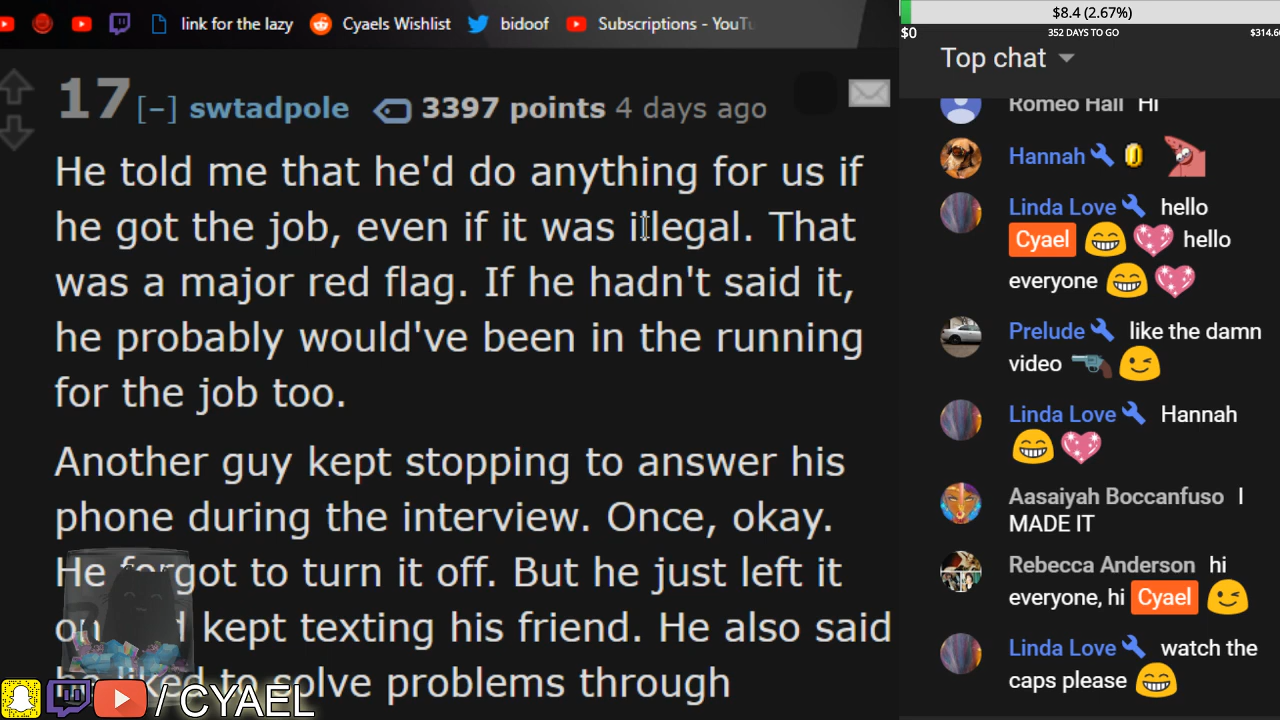 link for the lazy Cyaels Wishlist bidoof Subscriptions - YouTu
$8.4 (2.67%)
$0 352 DAYS TO GO $314.6
Top chat
17 [–] swtadpole 3397 points 4 days ago
He told me that he'd do anything for us if
he got the job, even if it was illegal. That
was a major red flag. If he hadn't said it,
he probably would've been in the running
for the job too.
Another guy kept stopping to answer his
phone during the interview. Once, okay.
He forgot to turn it off. But he just left it
kept texting his friend. He also said
he liked to solve problems through
/ CYAEL
Romeo Hall Hi
Hannah
Linda Love hello
Cyael hello
everyone
Prelude like the damn
video
Linda Love Hannah
Aasaiyah Boccanfuso I
MADE IT
Rebecca Anderson hi
everyone, hi Cyael
Linda Love watch the
caps please